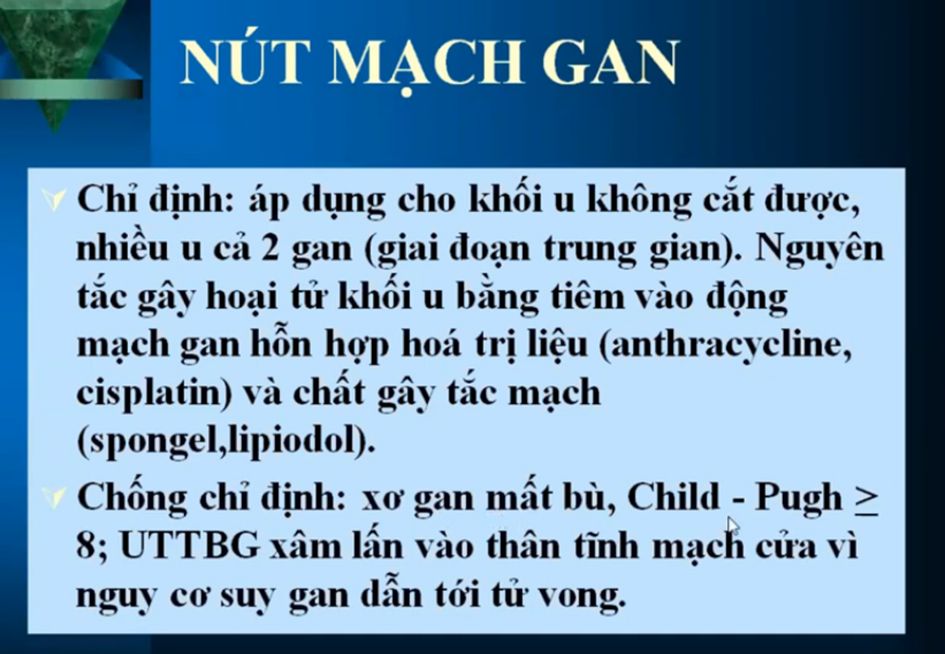 NÚT MẠCH GAN
Chỉ định: áp dụng cho khối u không cắt được,
nhiều u cả 2 gan (giai đoạn trung gian). Nguyên
tắc gây hoại tử khối u bằng tiêm vào động
mạch gan hỗn hợp hoá trị liệu (anthracycline,
cisplatin) và chất gây tắc mạch
(spongel,lipiodol).
Chống chỉ định: xơ gan mất bù, Child - Pugh ≥
8; UTTBG xâm lấn vào thân tĩnh mạch cửa vì
nguy cơ suy gan dẫn tới tử vong.